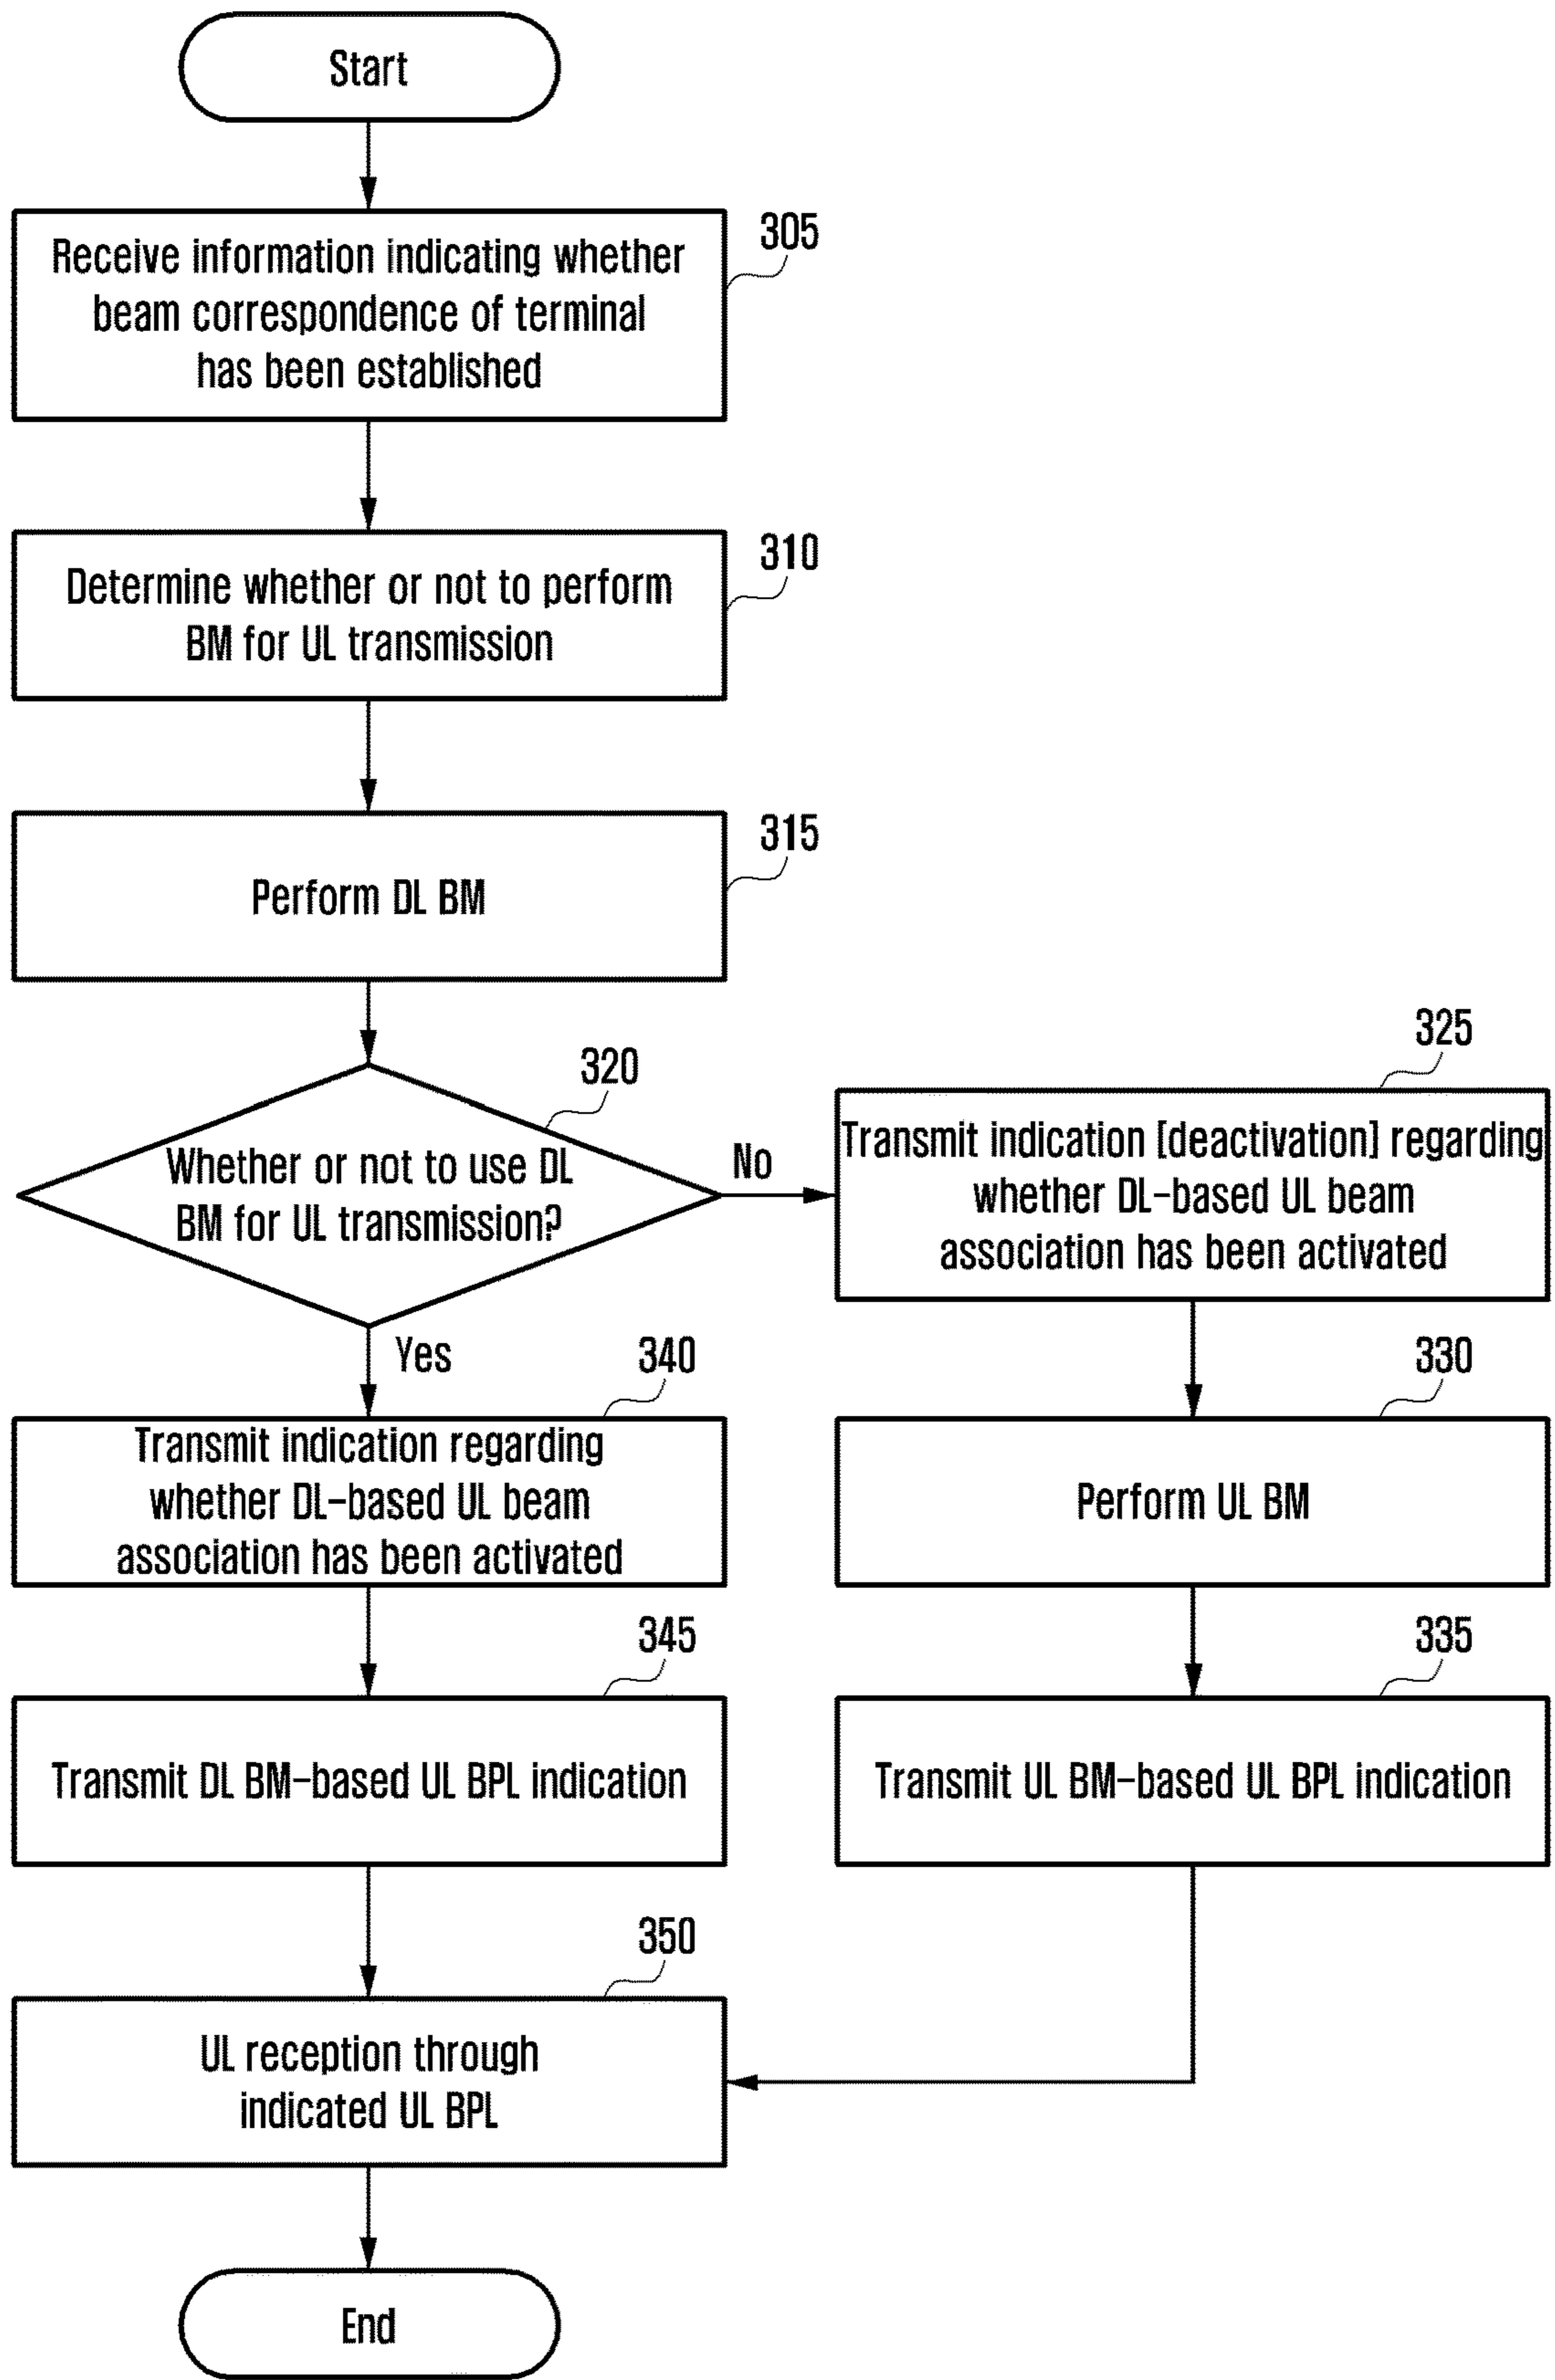 Start
305
Receive information indicating whether
beam correspondence of terminal
has been established
310
Determine whether or not to perform
BM for UL transmission
315
Perform DL BM
320
Whether or not to use DL
BM for UL transmission?
No
Yes
325
Transmit indication [deactivation] regarding
whether DL-based UL beam
association has been activated
330
Perform UL BM
335
Transmit UL BM-based UL BPL indication
340
Transmit indication regarding
whether DL-based UL beam
association has been activated
345
Transmit DL BM-based UL BPL indication
350
UL reception through
indicated UL BPL
End